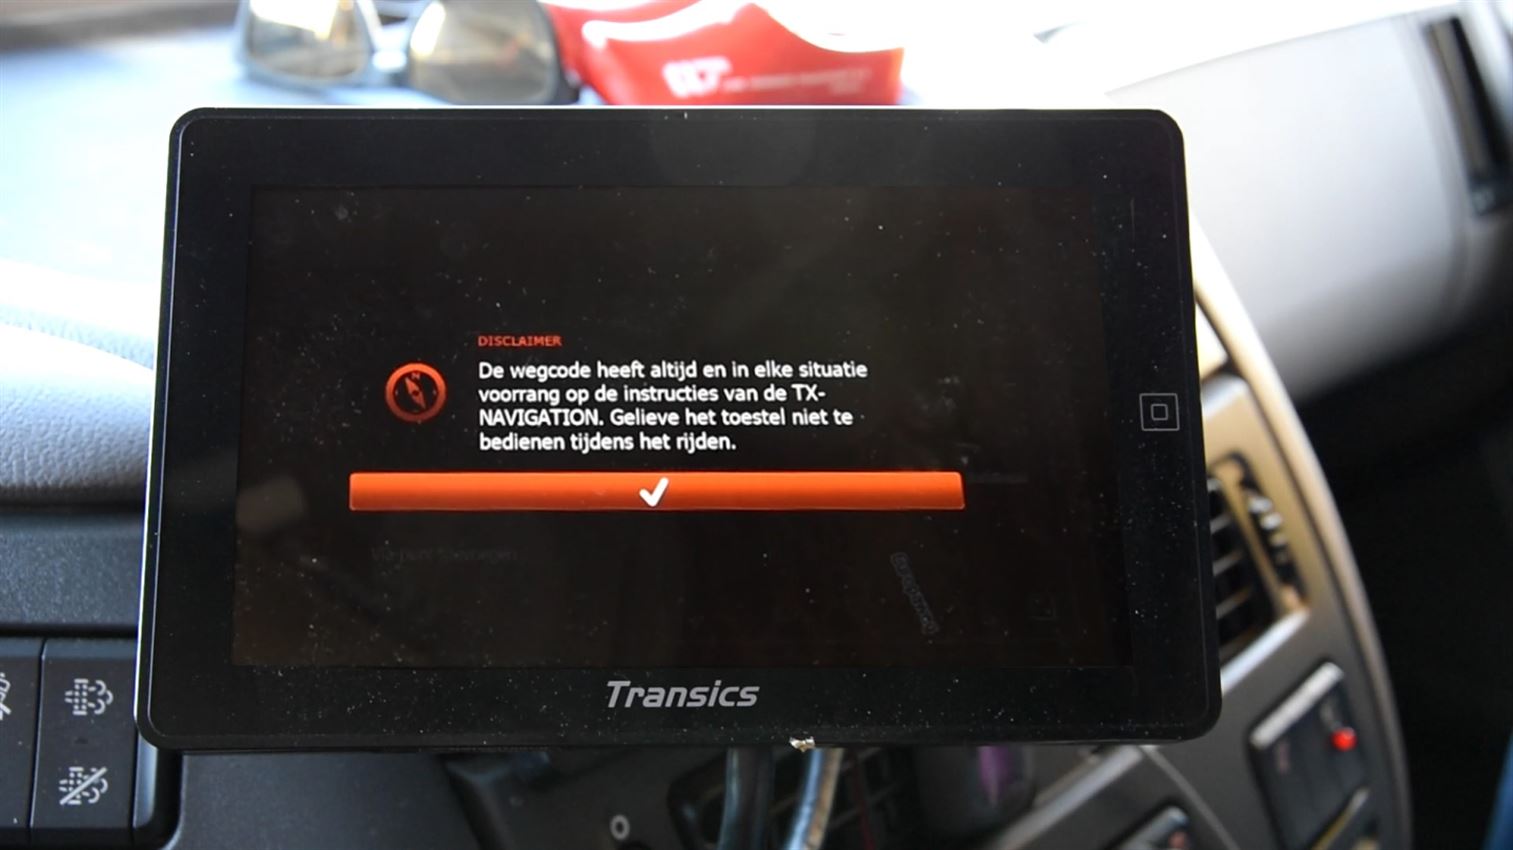 DISCLAIMER
De wegcode heeft altijd en in elke situatie
voorrang op de instructies van de TX-
NAVIGATION. Gelieve het toestel niet te
bedienen tijdens het rijden.
Transics